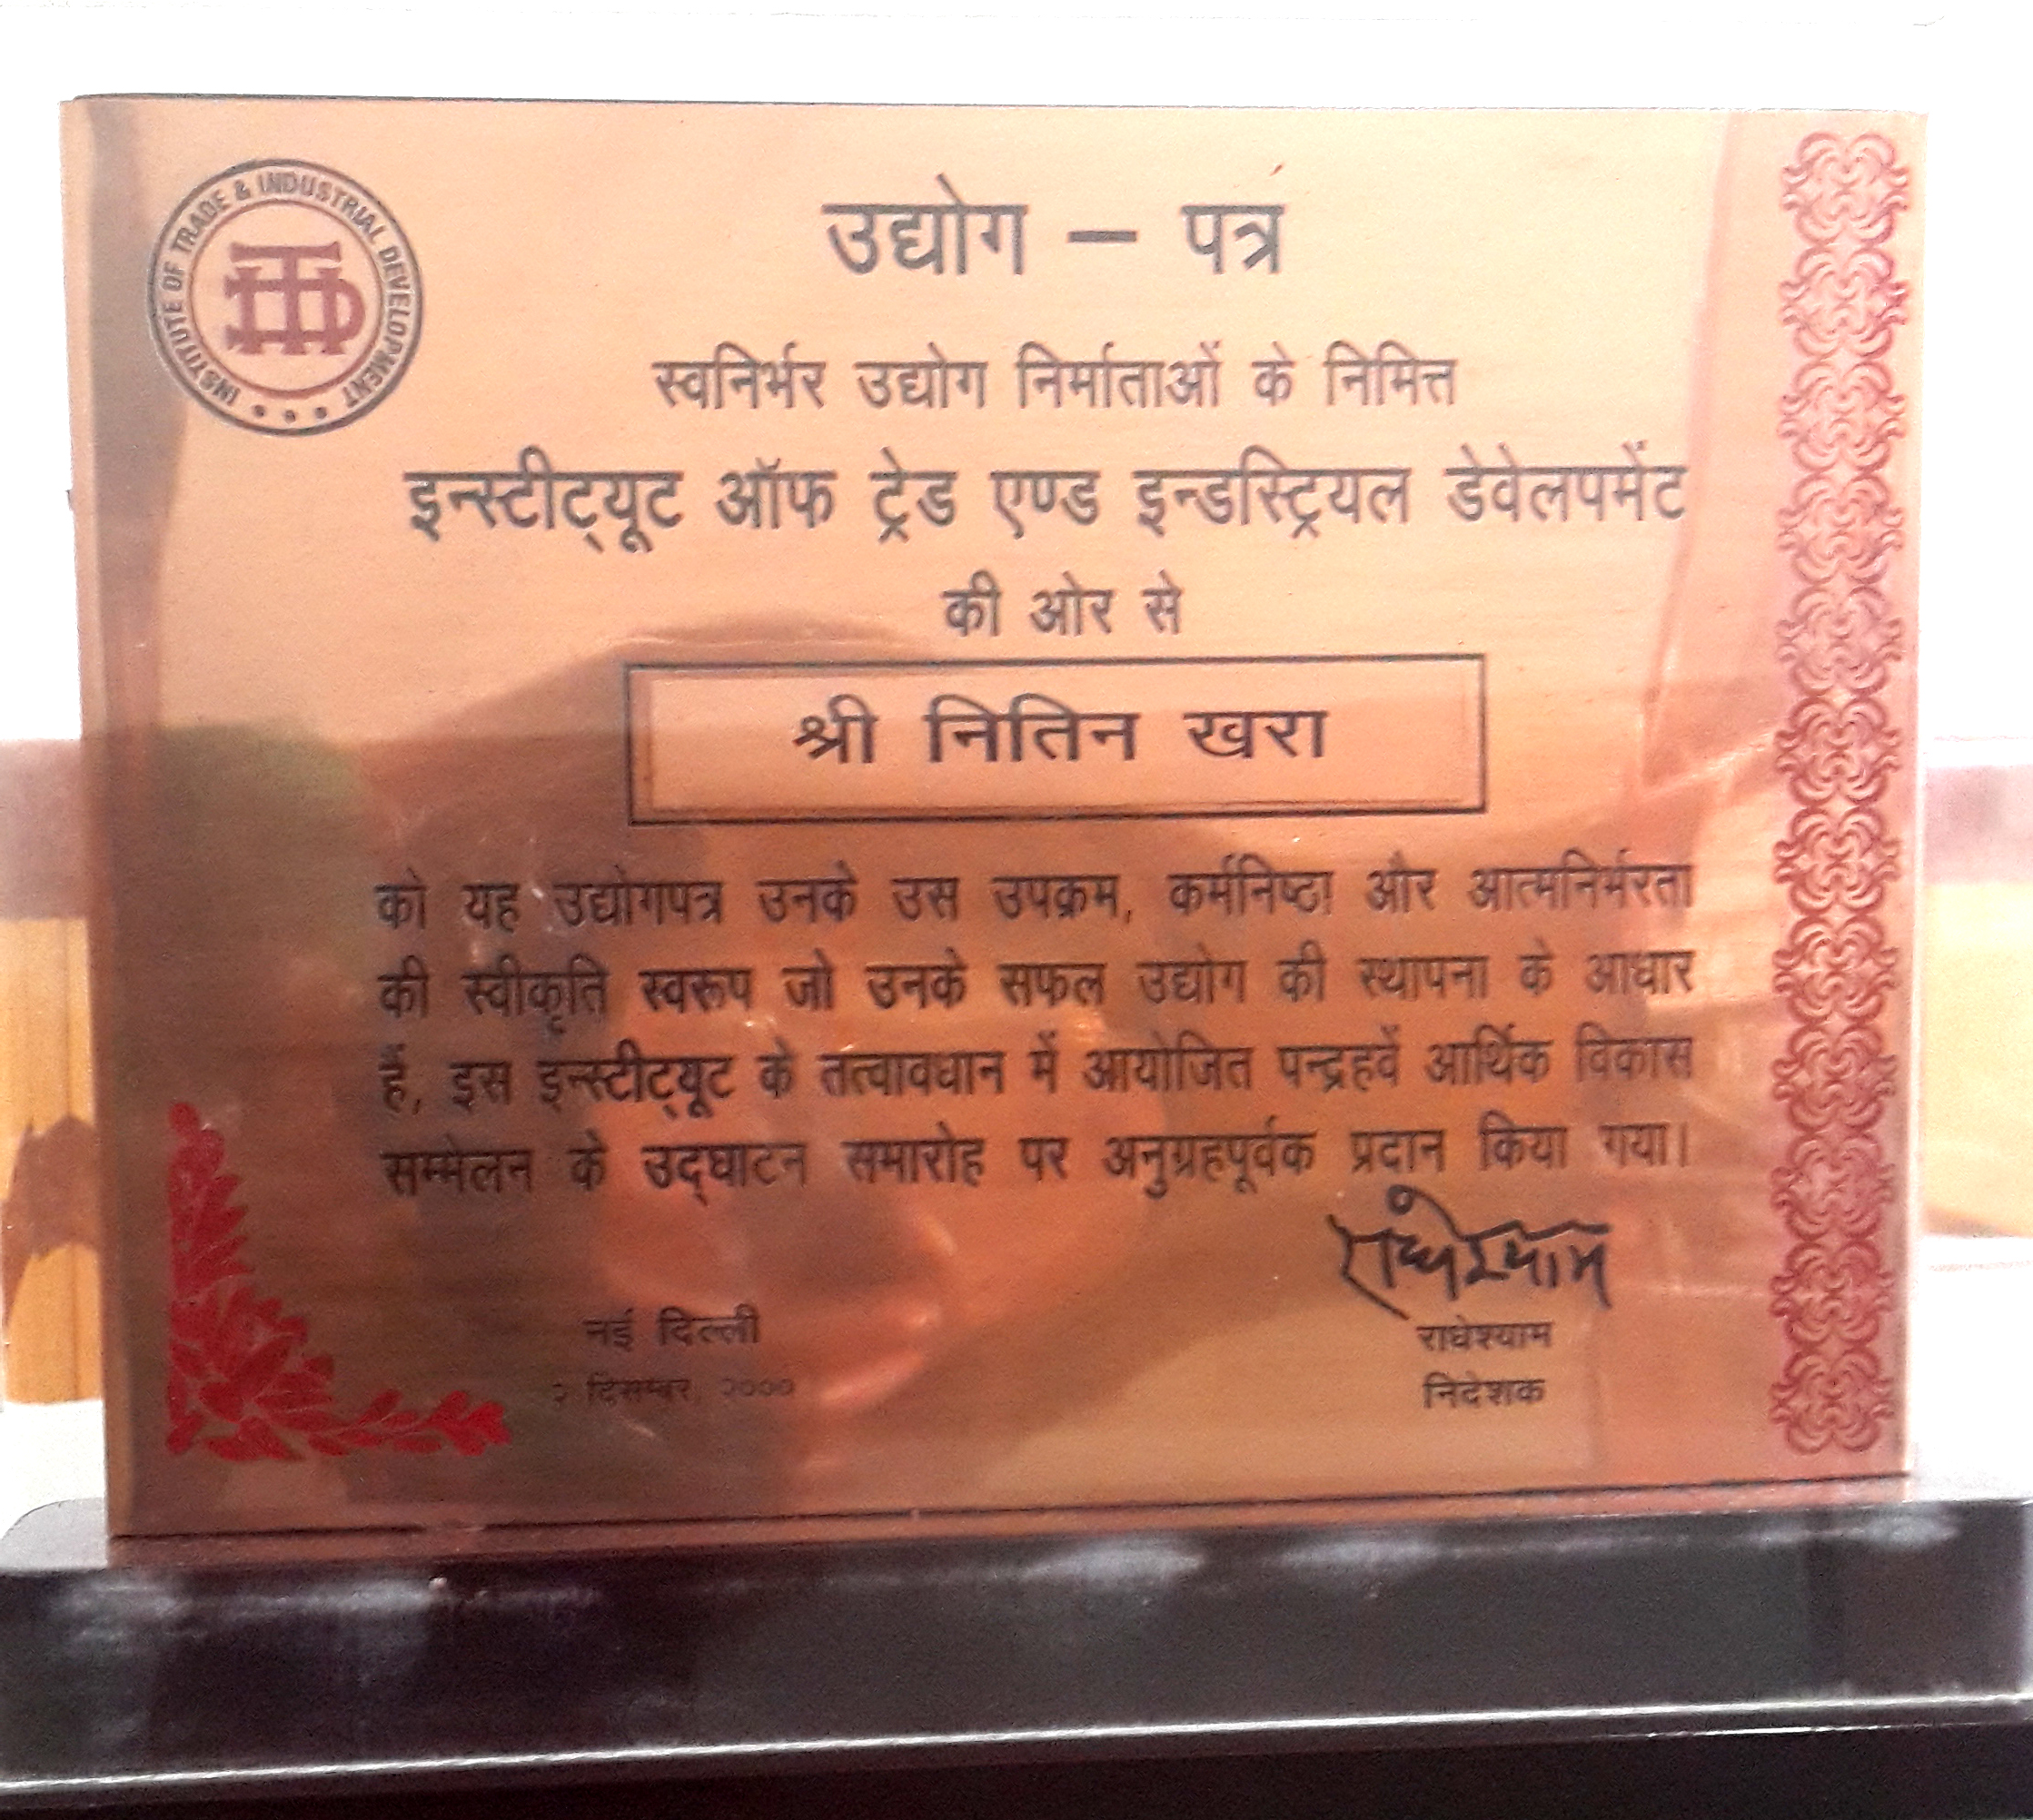 INSTITUTE OF TRADE & INDUSTRIAL DEVELOPMENT
उद्योग – पत्र
स्वनिर्भर उद्योग निर्माताओं के निमित्त
इन्स्टीट्‌यूट ऑफ ट्रेड एण्ड इन्डस्ट्रियल डेवेलपमेंट
की ओर से
श्री नितिन खरा
को यह उद्योगपत्र उनके उस उपक्रम, कर्मनिष्ठा और आत्मनिर्भरता
की स्वीकृति स्वरूप जो उनके सफल उद्योग की स्थापना के आधार
हैं, इस इन्स्टीट्‌यूट के तत्वावधान में आयोजित पन्द्रहवें आर्थिक विकास
सम्मेलन के उद्‌घाटन समारोह पर अनुग्रहपूर्वक प्रदान किया गया।
राधेश्याम
नई दिल्ली
राधेश्याम
दिसम्बर, २०००
निदेशक